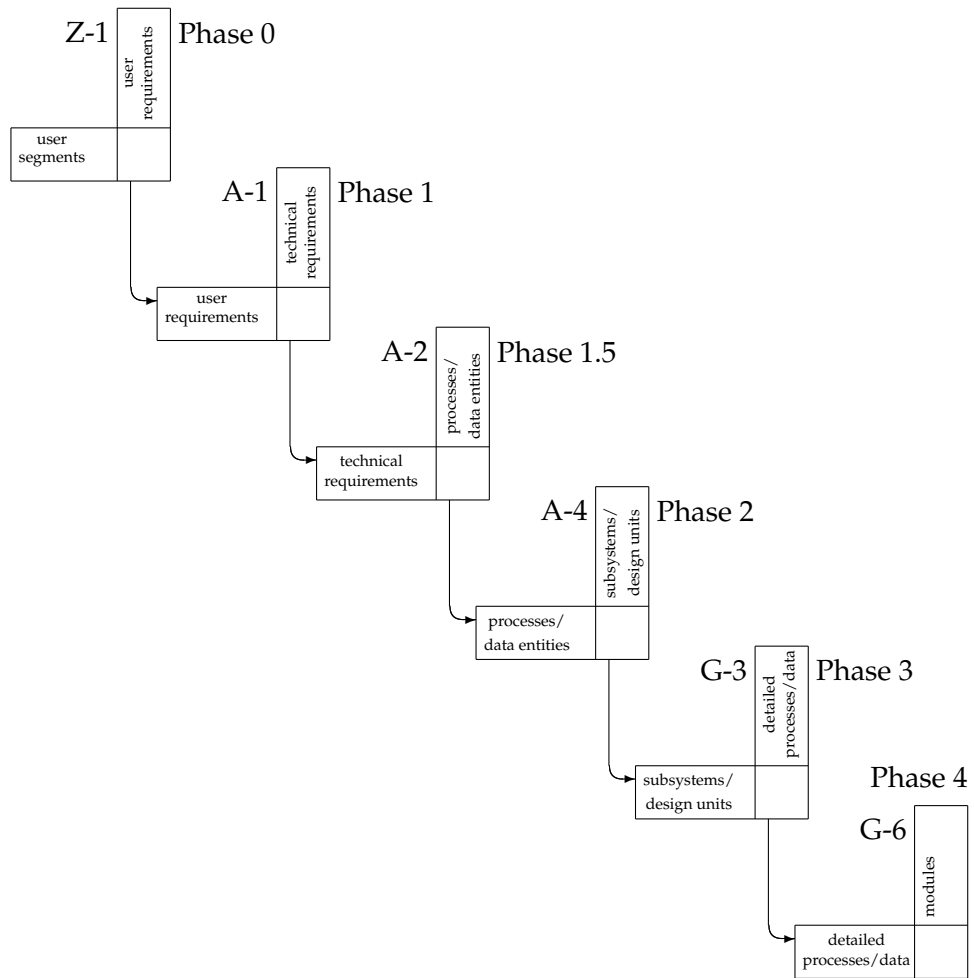 Z-1
user
requirements
Phase 0
user
segments
A-1
technical
requirements
Phase 1
user
requirements
A-2
processes/
data entities
Phase 1.5
technical
requirements
A-4
subsystems/
design units
Phase 2
processes/
data entities
G-3
detailed
processes/data
Phase 3
subsystems/
design units
Phase 4
G-6
modules
detailed
processes/data